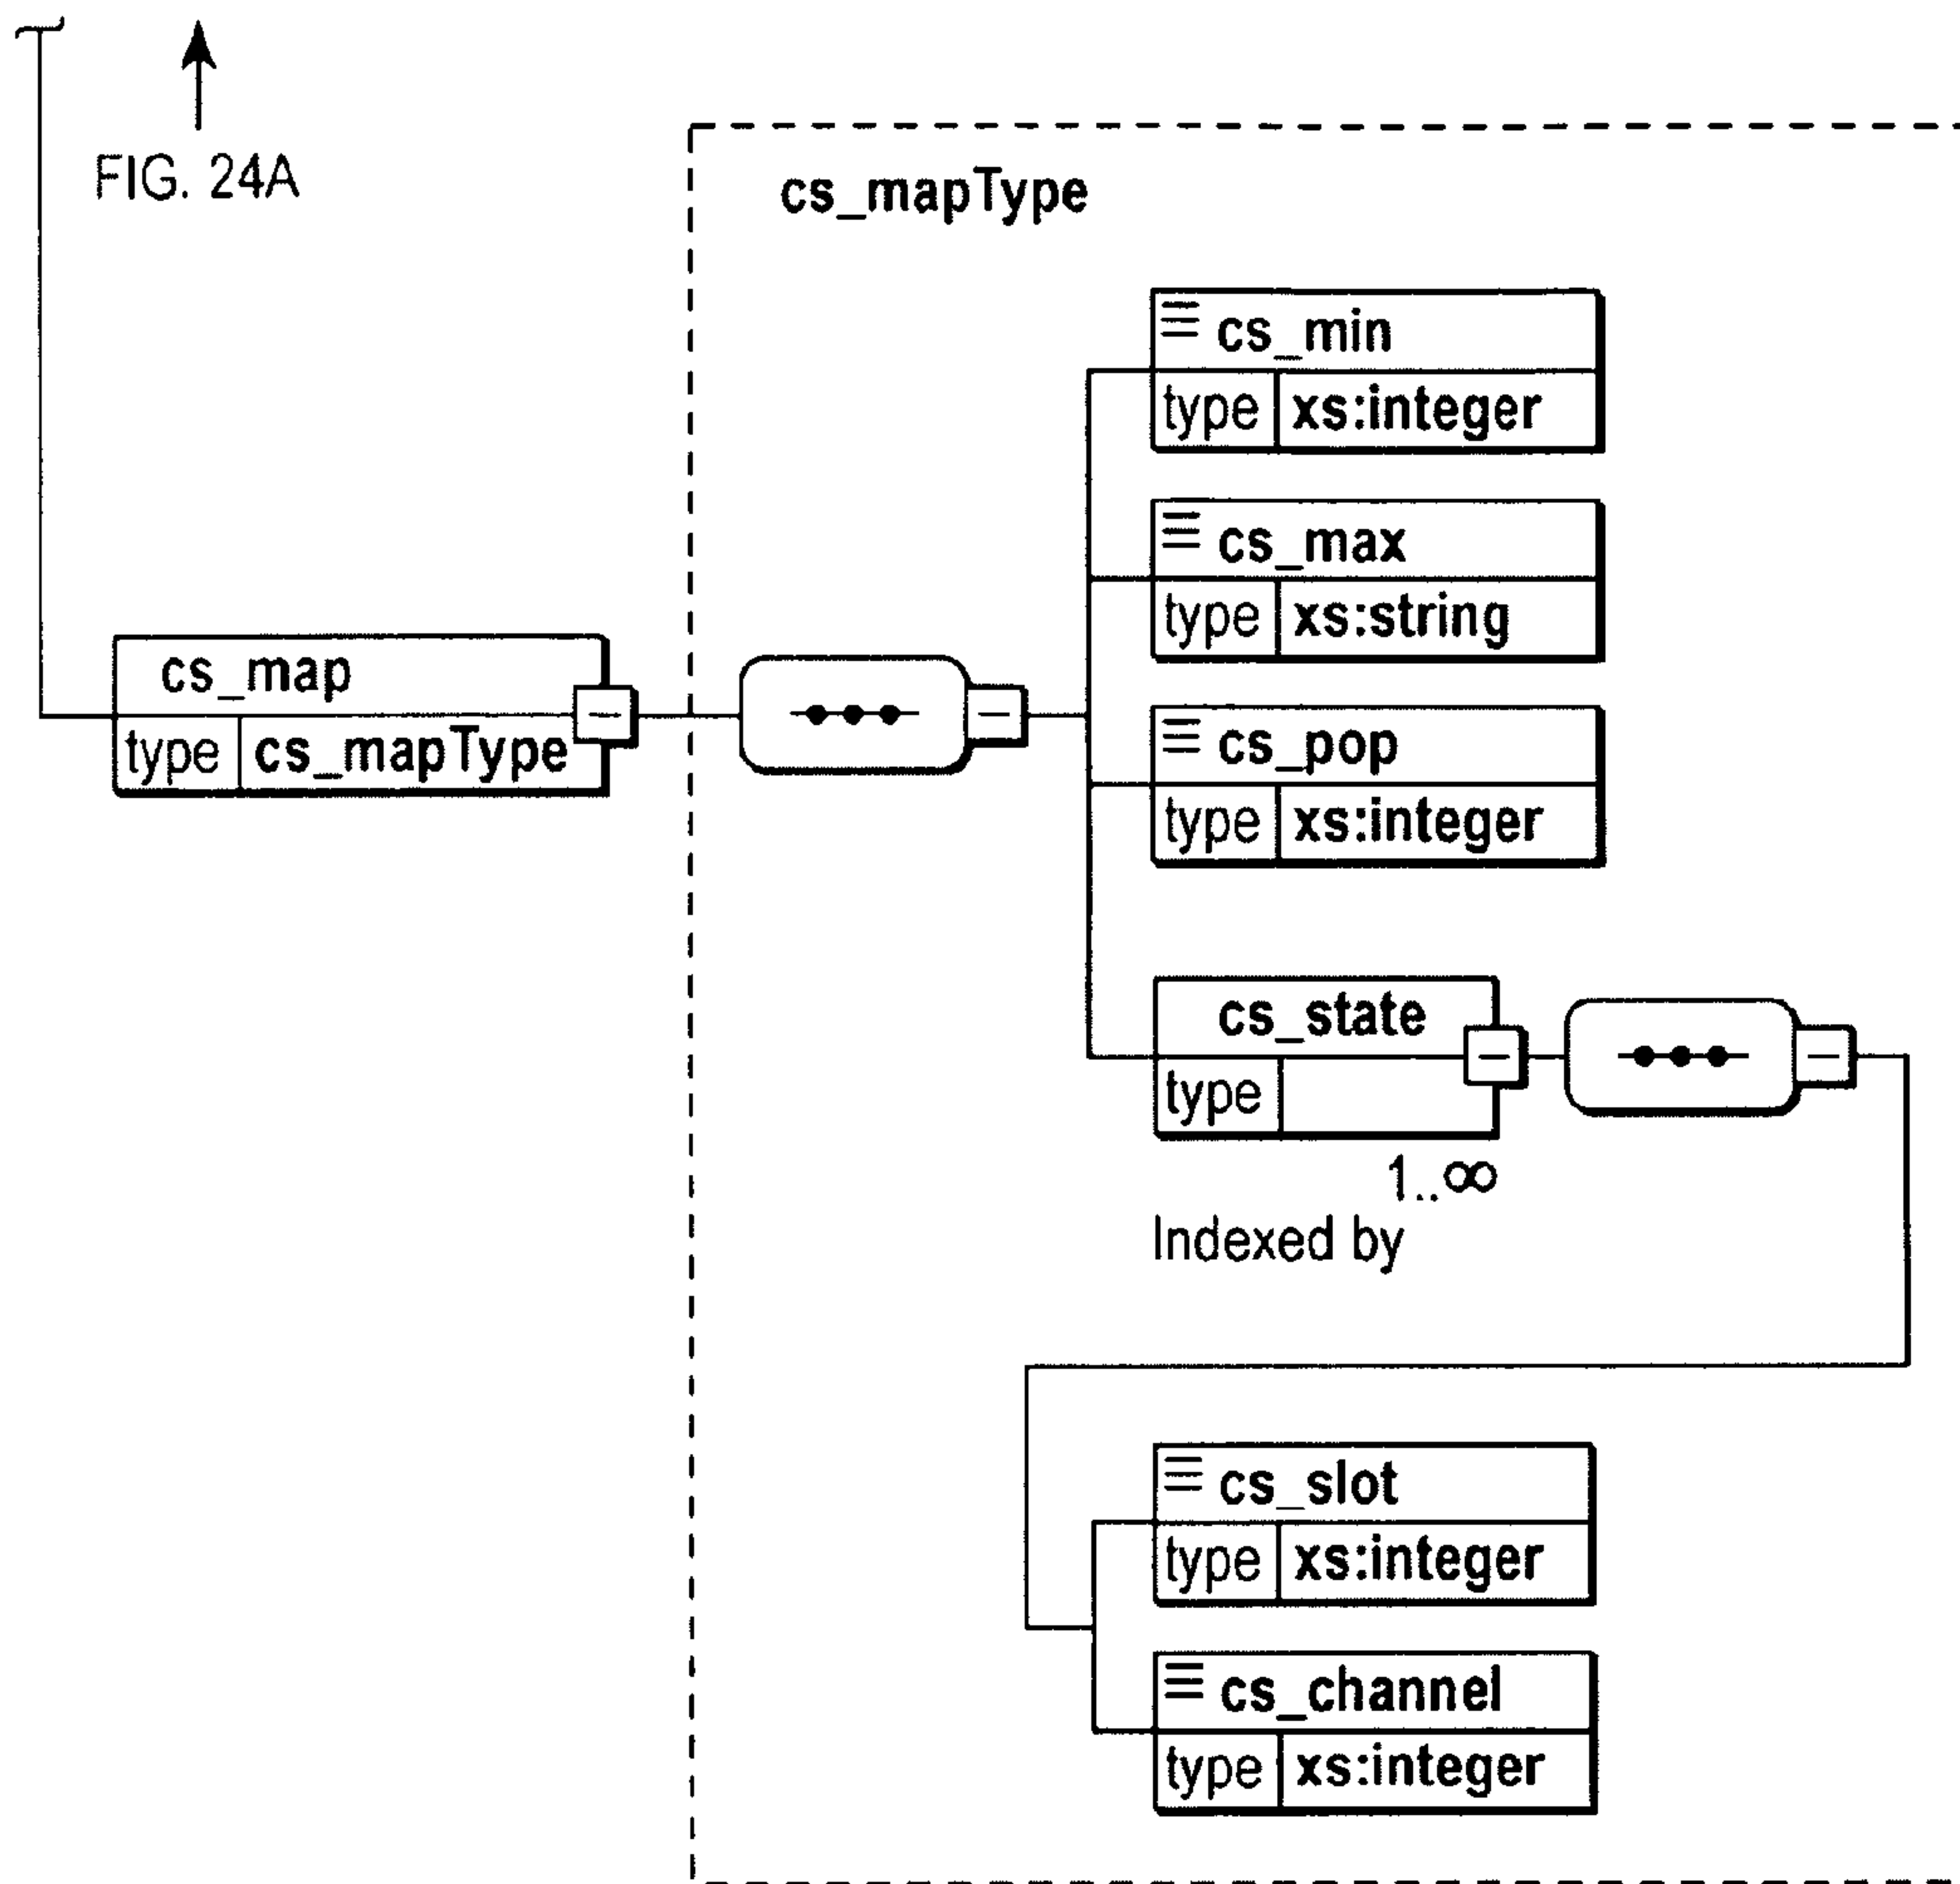 FIG. 24A
cs_mapType
cs_min
type xs:integer
cs_max
type xs:string
cs_map
type cs_mapType
cs_pop
type xs:integer
cs_state
type
1..∞
Indexed by
cs_slot
type xs:integer
cs_channel
type xs:integer